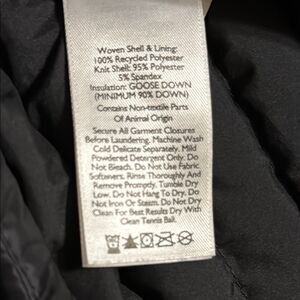 Woven Shell & Lining:
100% Recycled Polyester
Knit Shell: 95% Polyester
5% Spandex
Insulation: GOOSE DOWN
(MINIMUM 90% DOWN)
Contains Non-textile Parts
Of Animal Origin
Secure All Garment Closures
Before Laundering. Machine Wash
Cold Delicate Separately. Mild
Powdered Detergent Only. Do
Not Bleach. Do Not Use Fabric
Softeners. Rinse Thoroughly And
Remove Promptly. Tumble Dry
Low. Do Not Hang To Dry. Do
Not Iron Or Steam. Do Not Dry
Clean For Best Results Dry With
Clean Tennis Ball.